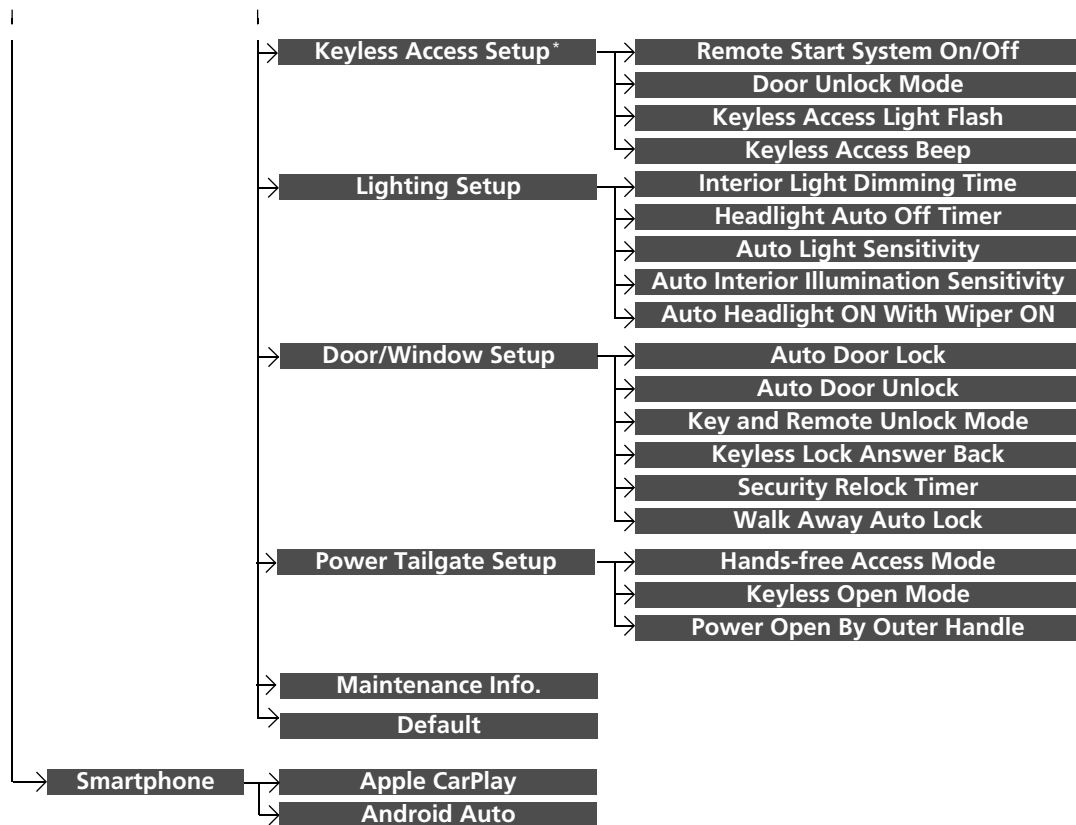 Keyless Access Setup* Remote Start System On/Off
Door Unlock Mode
Keyless Access Light Flash
Keyless Access Beep
Lighting Setup Interior Light Dimming Time
Headlight Auto Off Timer
Auto Light Sensitivity
Auto Interior Illumination Sensitivity
Auto Headlight ON With Wiper ON
Door/Window Setup Auto Door Lock
Auto Door Unlock
Key and Remote Unlock Mode
Keyless Lock Answer Back
Security Relock Timer
Walk Away Auto Lock
Power Tailgate Setup Hands-free Access Mode
Keyless Open Mode
Power Open By Outer Handle
Maintenance Info.
Default
Smartphone Apple CarPlay
Android Auto